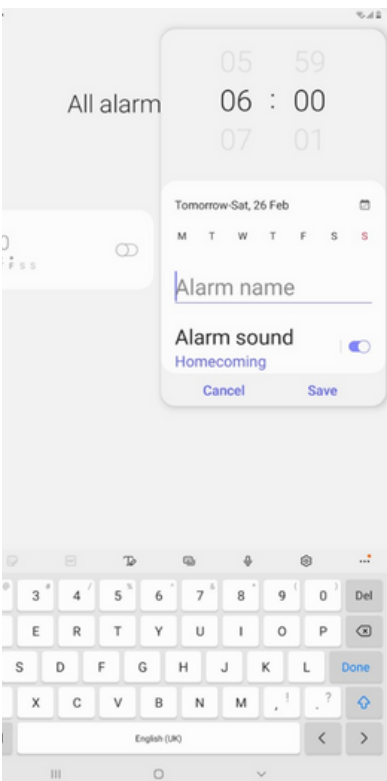 05 59
All alarm
06 : 00
07 01
Tomorrow-Sat, 26 Feb
M T W T F S S
F S S
Alarm name
Alarm sound
Homecoming
Cancel Save
3 # 4 / 5 % 6 7 & 8 * 9 ( 0 ) Del
E R T Y U I O P
S D F G H J K L Done
X C V B N M , ! . ?
English (UK) < >